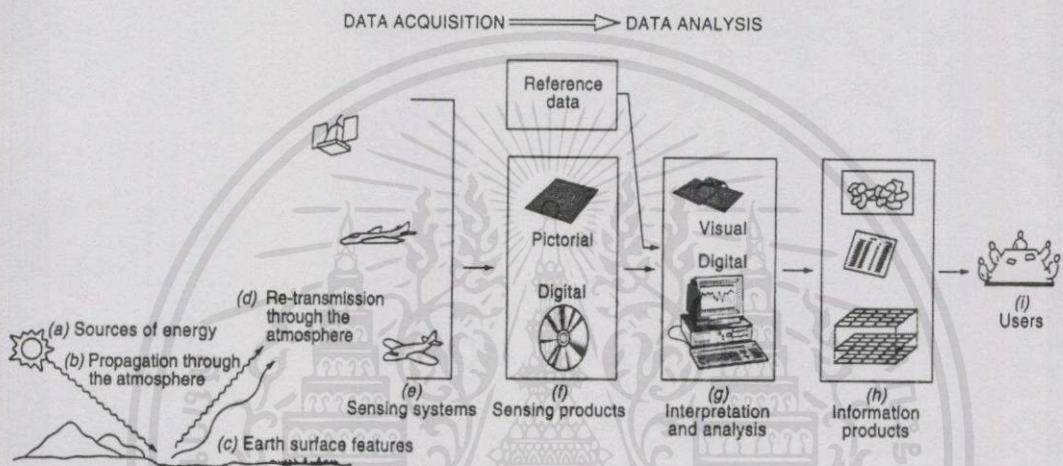 DATA ACQUISITION DATA ANALYSIS
Reference
data
Pictorial
Digital
Visual
Digital
(a) Sources of energy
(b) Propagation through
the atmosphere
(c) Earth surface features
(d) Re-transmission
through the
atmosphere
(e)
Sensing systems
(f)
Sensing products
(g)
Interpretation
and analysis
(h)
Information
products
(i)
Users